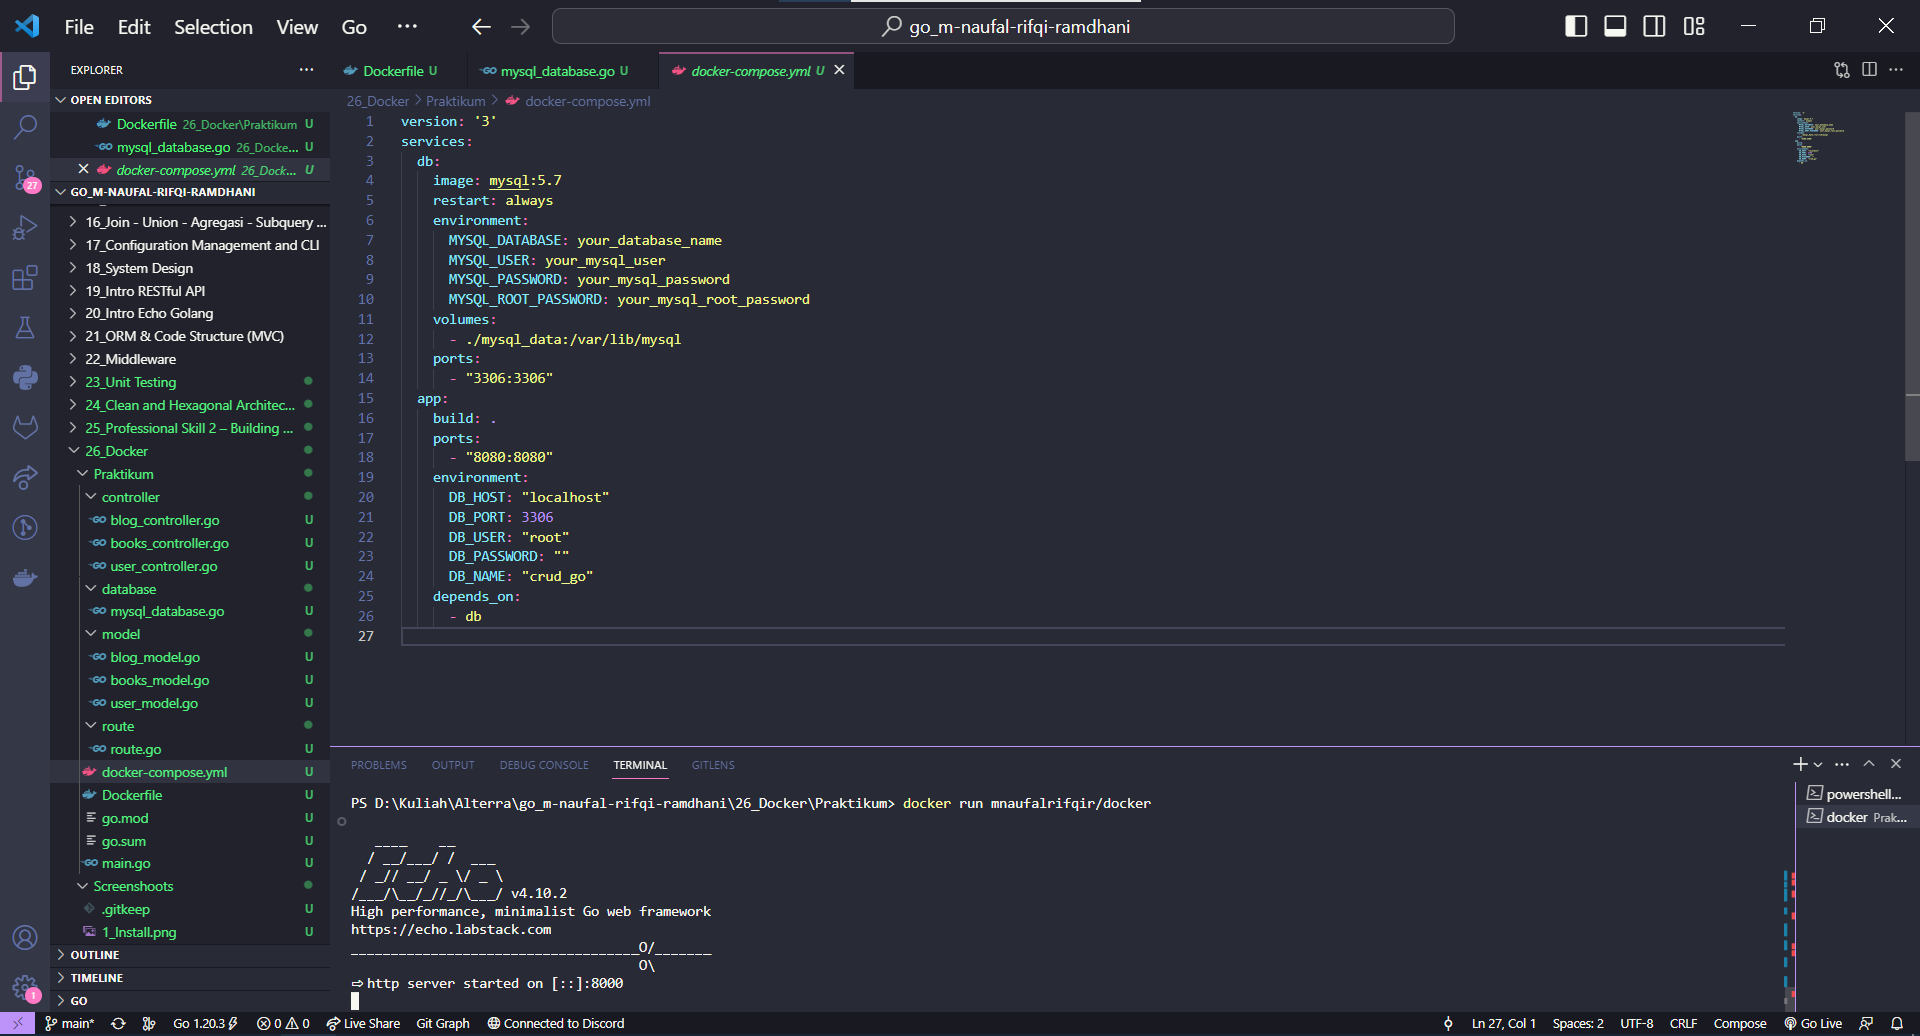 File Edit Selection View Go ··· go_m-naufal-rifqi-ramdhani
EXPLORER ···
OPEN EDITORS
Dockerfile 26_Docker\Praktikum U
mysql_database.go 26_Docke... U
docker-compose.yml 26_Dock... U
GO_M-NAUFAL-RIFQI-RAMDHANI
16_Join - Union - Agregasi - Subquery ...
17_Configuration Management and CLI
18_System Design
19_Intro RESTful API
20_Intro Echo Golang
21_ORM & Code Structure (MVC)
22_Middleware
23_Unit Testing
24_Clean and Hexagonal Architec...
25_Professional Skill 2 – Building ...
26_Docker
Praktikum
controller
blog_controller.go U
books_controller.go U
user_controller.go U
database
mysql_database.go U
model
blog_model.go U
books_model.go U
user_model.go U
route
route.go U
docker-compose.yml U
Dockerfile U
go.mod U
go.sum U
main.go U
Screenshoots
.gitkeep U
1_Install.png U
OUTLINE
TIMELINE
GO
27
1
Dockerfile U mysql_database.go U docker-compose.yml U
26_Docker > Praktikum > docker-compose.yml
1 version: '3'
2 services:
3 db:
4 image: mysql:5.7
5 restart: always
6 environment:
7 MYSQL_DATABASE: your_database_name
8 MYSQL_USER: your_mysql_user
9 MYSQL_PASSWORD: your_mysql_password
10 MYSQL_ROOT_PASSWORD: your_mysql_root_password
11 volumes:
12 - ./mysql_data:/var/lib/mysql
13 ports:
14 - "3306:3306"
15 app:
16 build: .
17 ports:
18 - "8080:8080"
19 environment:
20 DB_HOST: "localhost"
21 DB_PORT: 3306
22 DB_USER: "root"
23 DB_PASSWORD: ""
24 DB_NAME: "crud_go"
25 depends_on:
26 - db
27
PROBLEMS OUTPUT DEBUG CONSOLE TERMINAL GITLENS
PS D:\Kuliah\Alterra\go_m-naufal-rifqi-ramdhani\26_Docker\Praktikum> docker run mnaufalrifqir/docker
   ____    __
  / __/___/ /  ___
 / _// __/ _ \/ _ \
/___/\__/_//_/\___/ v4.10.2
High performance, minimalist Go web framework
https://echo.labstack.com
____________________________________O/_______
                                    O\
⇨ http server started on [::]:8000
powershell...
docker Prak...
main* Go 1.20.3 0 0 Live Share Git Graph Connected to Discord Ln 27, Col 1 Spaces: 2 UTF-8 CRLF Compose Go Live